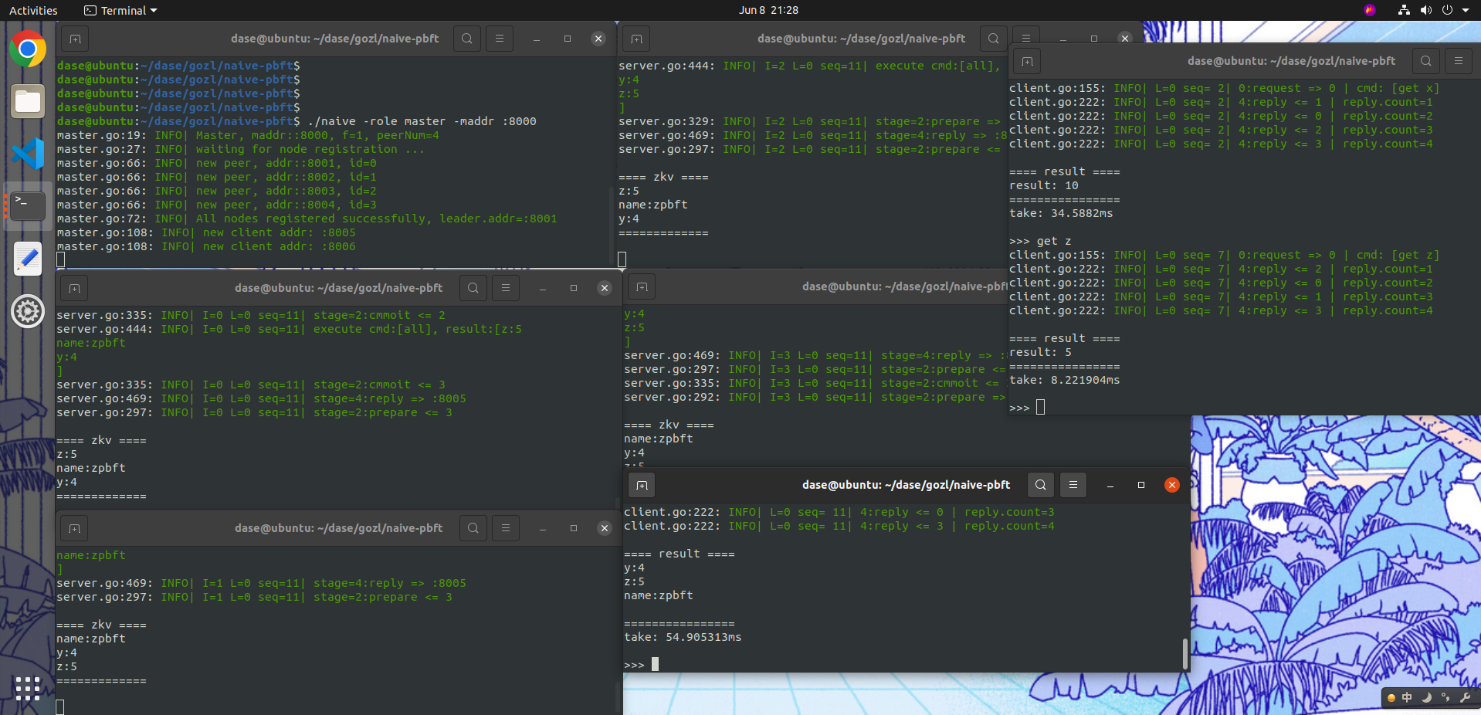 Activities
Terminal
Jun 8 21:28
dase@ubuntu: ~/dase/gozl/naive-pbft
dase@ubuntu:~/dase/gozl/naive-pbft$
dase@ubuntu:~/dase/gozl/naive-pbft$
dase@ubuntu:~/dase/gozl/naive-pbft$
dase@ubuntu:~/dase/gozl/naive-pbft$
dase@ubuntu:~/dase/gozl/naive-pbft$ ./naive -role master -maddr :8000
master.go:19: INFO| Master, maddr::8000, f=1, peerNum=4
master.go:27: INFO| waiting for node registration ...
master.go:66: INFO| new peer, addr::8001, id=0
master.go:66: INFO| new peer, addr::8002, id=1
master.go:66: INFO| new peer, addr::8003, id=2
master.go:66: INFO| new peer, addr::8004, id=3
master.go:72: INFO| All nodes registered successfully, leader.addr=:8001
master.go:108: INFO| new client addr: :8005
master.go:108: INFO| new client addr: :8006
dase@ubuntu: ~/dase/gozl/naive-pbft
server.go:444: INFO| I=2 L=0 seq=11| execute cmd:[all],
y:4
z:5
]
server.go:329: INFO| I=2 L=0 seq=11| stage=2:prepare =>
server.go:469: INFO| I=2 L=0 seq=11| stage=4:reply => :8
server.go:297: INFO| I=2 L=0 seq=11| stage=2:prepare <=
==== zkv ====
z:5
name:zpbft
y:4
=============
dase@ubuntu: ~/dase/gozl/naive-pbft
client.go:155: INFO| L=0 seq= 2| 0:request => 0 | cmd: [get x]
client.go:222: INFO| L=0 seq= 2| 4:reply <= 1 | reply.count=1
client.go:222: INFO| L=0 seq= 2| 4:reply <= 0 | reply.count=2
client.go:222: INFO| L=0 seq= 2| 4:reply <= 2 | reply.count=3
client.go:222: INFO| L=0 seq= 2| 4:reply <= 3 | reply.count=4
==== result ====
result: 10
================
take: 34.5882ms
>>> get z
client.go:155: INFO| L=0 seq= 7| 0:request => 0 | cmd: [get z]
client.go:222: INFO| L=0 seq= 7| 4:reply <= 2 | reply.count=1
client.go:222: INFO| L=0 seq= 7| 4:reply <= 0 | reply.count=2
client.go:222: INFO| L=0 seq= 7| 4:reply <= 1 | reply.count=3
client.go:222: INFO| L=0 seq= 7| 4:reply <= 3 | reply.count=4
==== result ====
result: 5
================
take: 8.221904ms
>>>
dase@ubuntu: ~/dase/gozl/naive-pbft
server.go:335: INFO| I=0 L=0 seq=11| stage=2:cmmoit <= 2
server.go:444: INFO| I=0 L=0 seq=11| execute cmd:[all], result:[z:5
name:zpbft
y:4
]
server.go:335: INFO| I=0 L=0 seq=11| stage=2:cmmoit <= 3
server.go:469: INFO| I=0 L=0 seq=11| stage=4:reply => :8005
server.go:297: INFO| I=0 L=0 seq=11| stage=2:prepare <= 3
==== zkv ====
z:5
name:zpbft
y:4
=============
dase@ubuntu: ~/dase/gozl/naive-pbf
y:4
z:5
]
server.go:469: INFO| I=3 L=0 seq=11| stage=4:reply => :
server.go:297: INFO| I=3 L=0 seq=11| stage=2:prepare <=
server.go:335: INFO| I=3 L=0 seq=11| stage=2:cmmoit <=
server.go:292: INFO| I=3 L=0 seq=11| stage=2:prepare =>
==== zkv ====
name:zpbft
y:4
z:5
dase@ubuntu: ~/dase/gozl/naive-pbft
name:zpbft
]
server.go:469: INFO| I=1 L=0 seq=11| stage=4:reply => :8005
server.go:297: INFO| I=1 L=0 seq=11| stage=2:prepare <= 3
==== zkv ====
name:zpbft
y:4
z:5
=============
dase@ubuntu: ~/dase/gozl/naive-pbft
client.go:222: INFO| L=0 seq= 11| 4:reply <= 0 | reply.count=3
client.go:222: INFO| L=0 seq= 11| 4:reply <= 3 | reply.count=4
==== result ====
y:4
z:5
name:zpbft
================
take: 54.905313ms
>>>
中